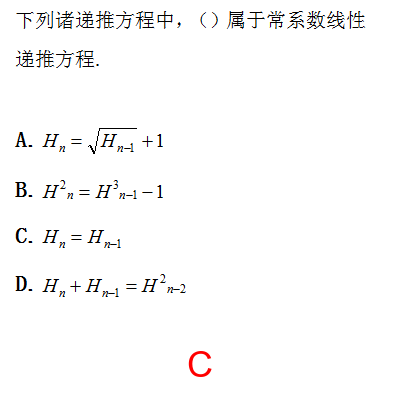 下列诸递推方程中，（）属于常系数线性
递推方程.
A. $H_n = \sqrt{H_{n-1}} + 1$
B. $H^2{}_n = H^3{}_{n-1} - 1$
C. $H_n = H_{n-1}$
D. $H_n + H_{n-1} = H^2{}_{n-2}$
C